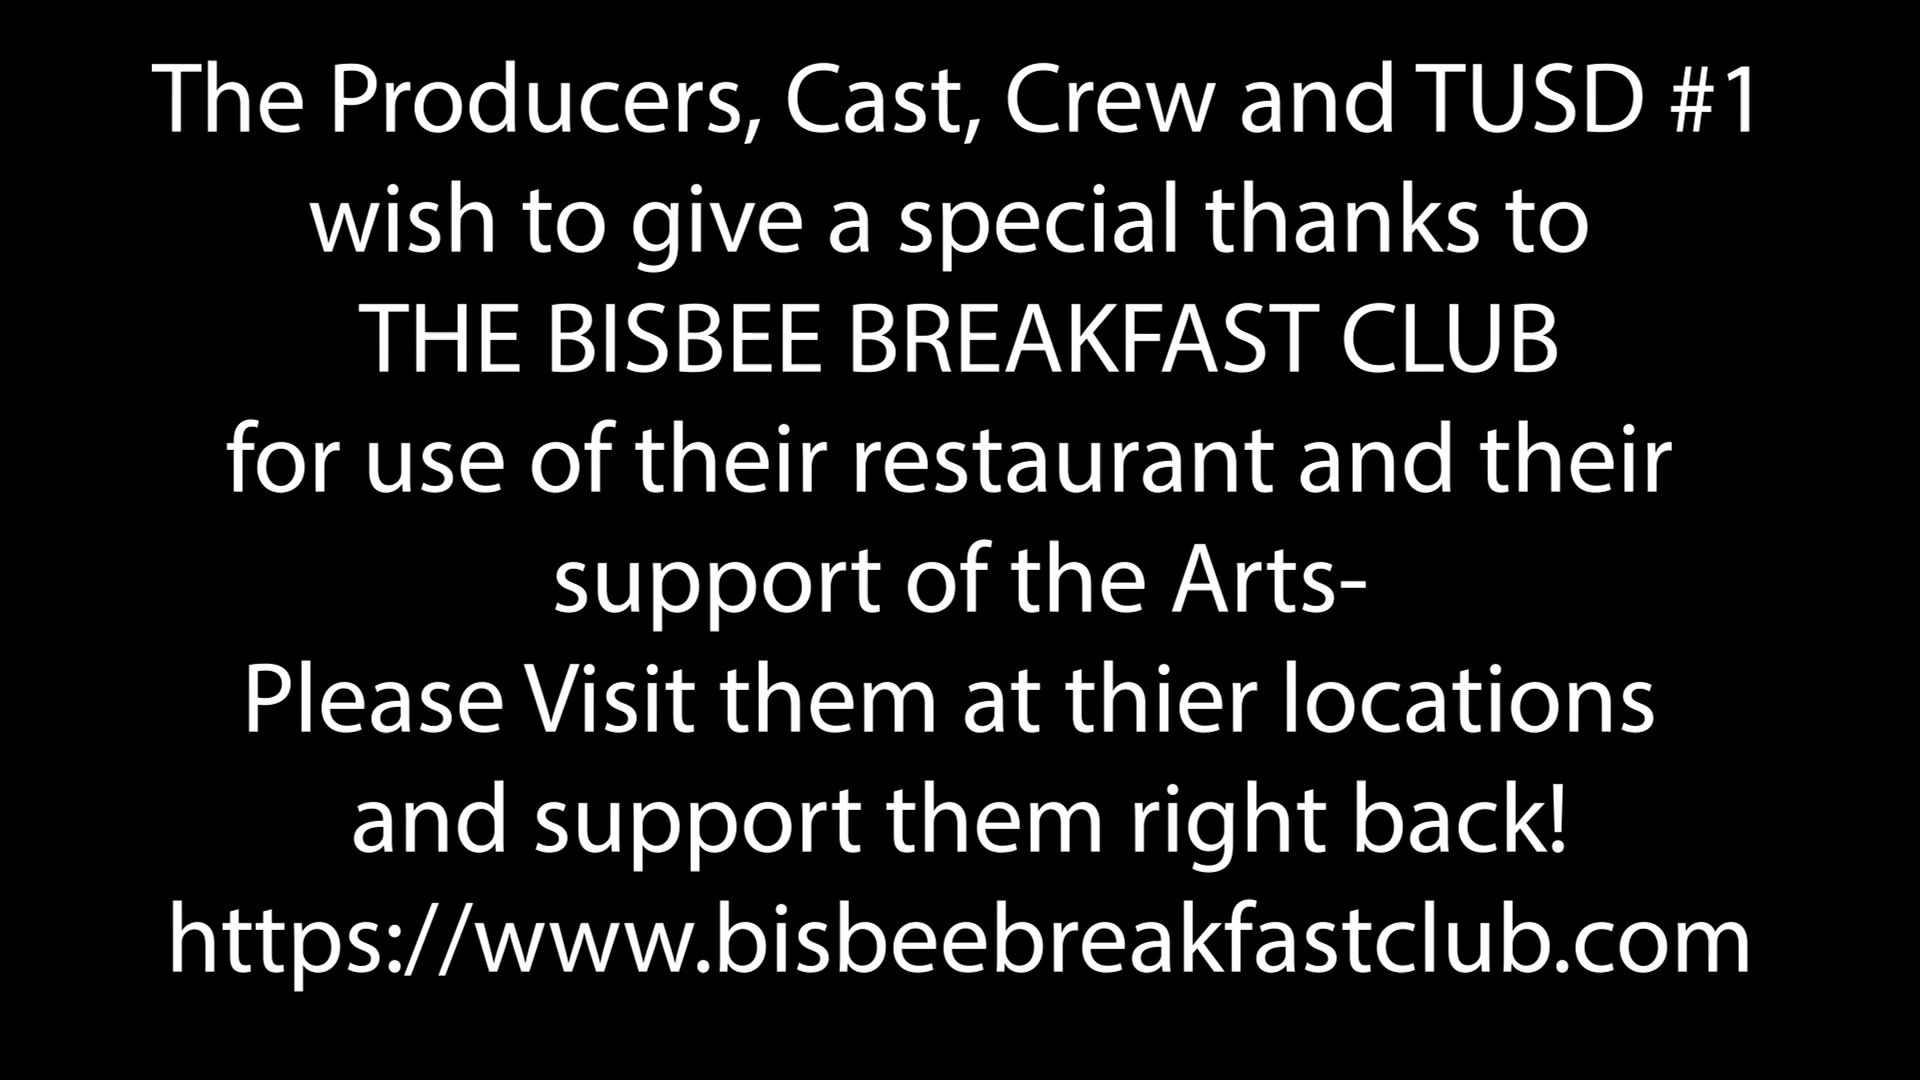 The Producers, Cast, Crew and TUSD #1
wish to give a special thanks to
THE BISBEE BREAKFAST CLUB
for use of their restaurant and their
support of the Arts-
Please Visit them at thier locations
and support them right back!
https://www.bisbeebreakfastclub.com